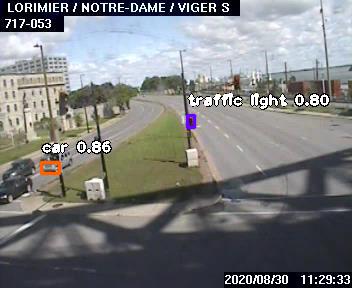 LORIMIER / NOTRE-DAME / VIGER S
717-053
traffic light 0.80
car 0.86
2020/08/30 11:29:33